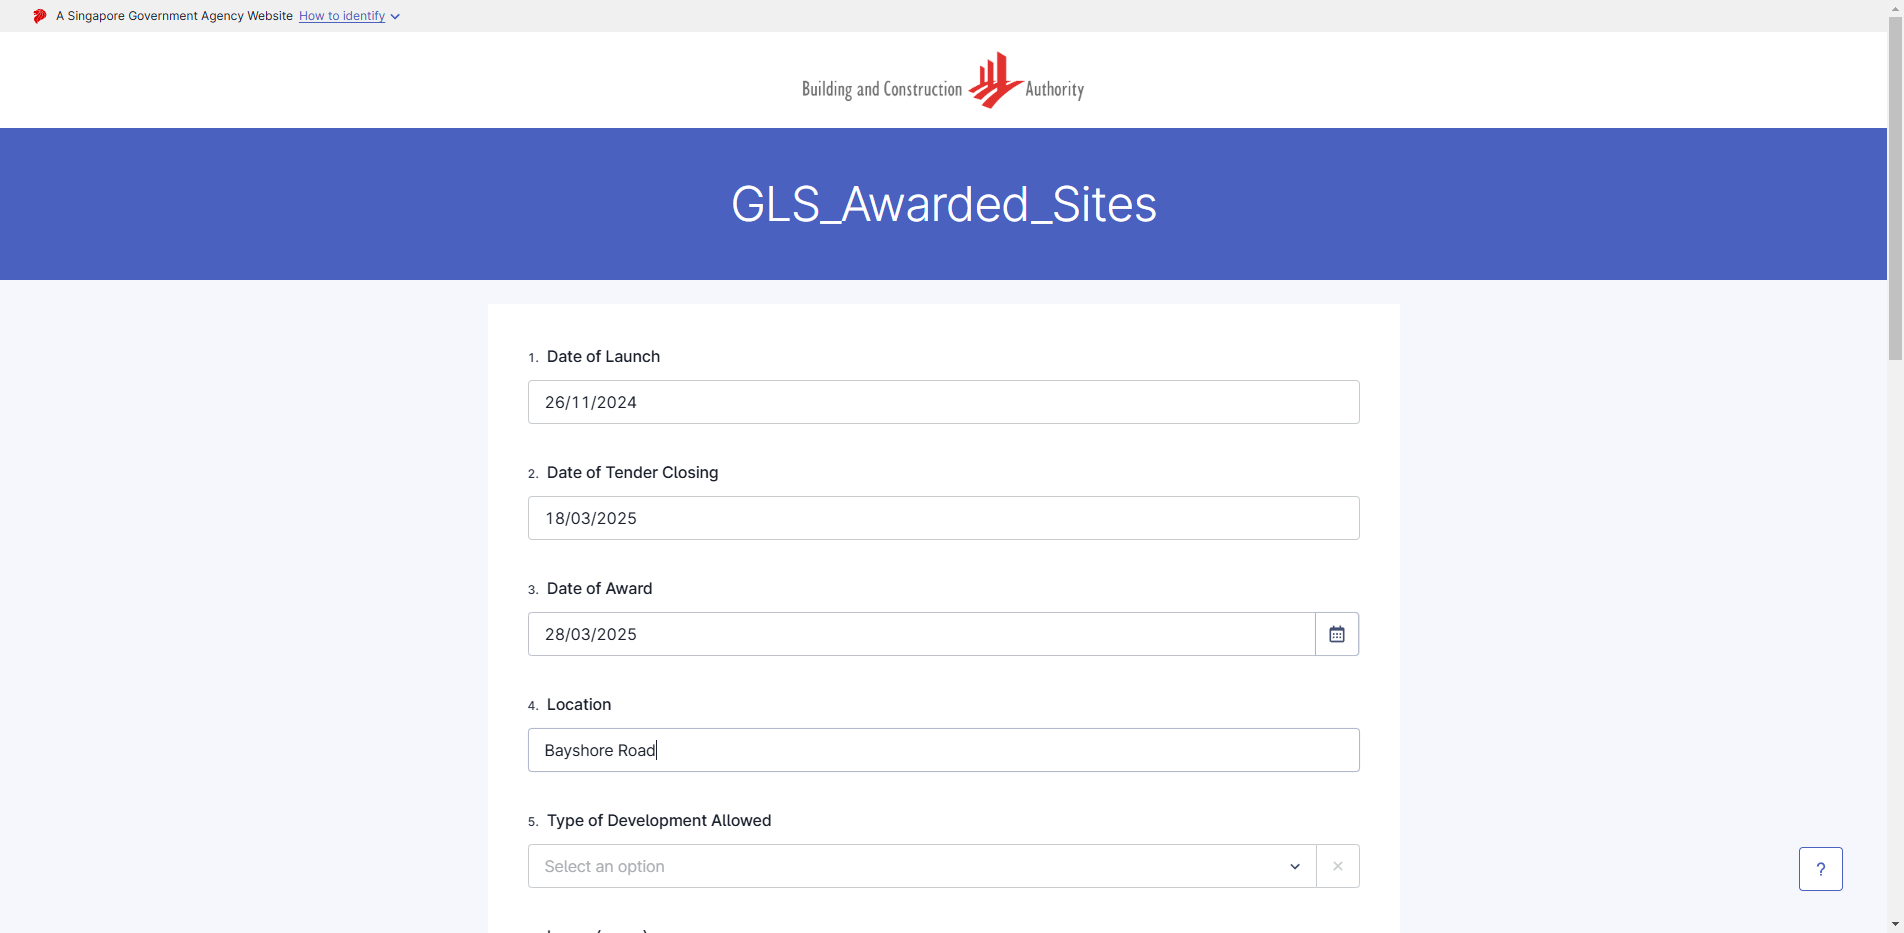 A Singapore Government Agency Website How to identify
Building and Construction Authority
GLS_Awarded_Sites
1. Date of Launch
26/11/2024
2. Date of Tender Closing
18/03/2025
3. Date of Award
28/03/2025
4. Location
Bayshore Road
5. Type of Development Allowed
Select an option
?